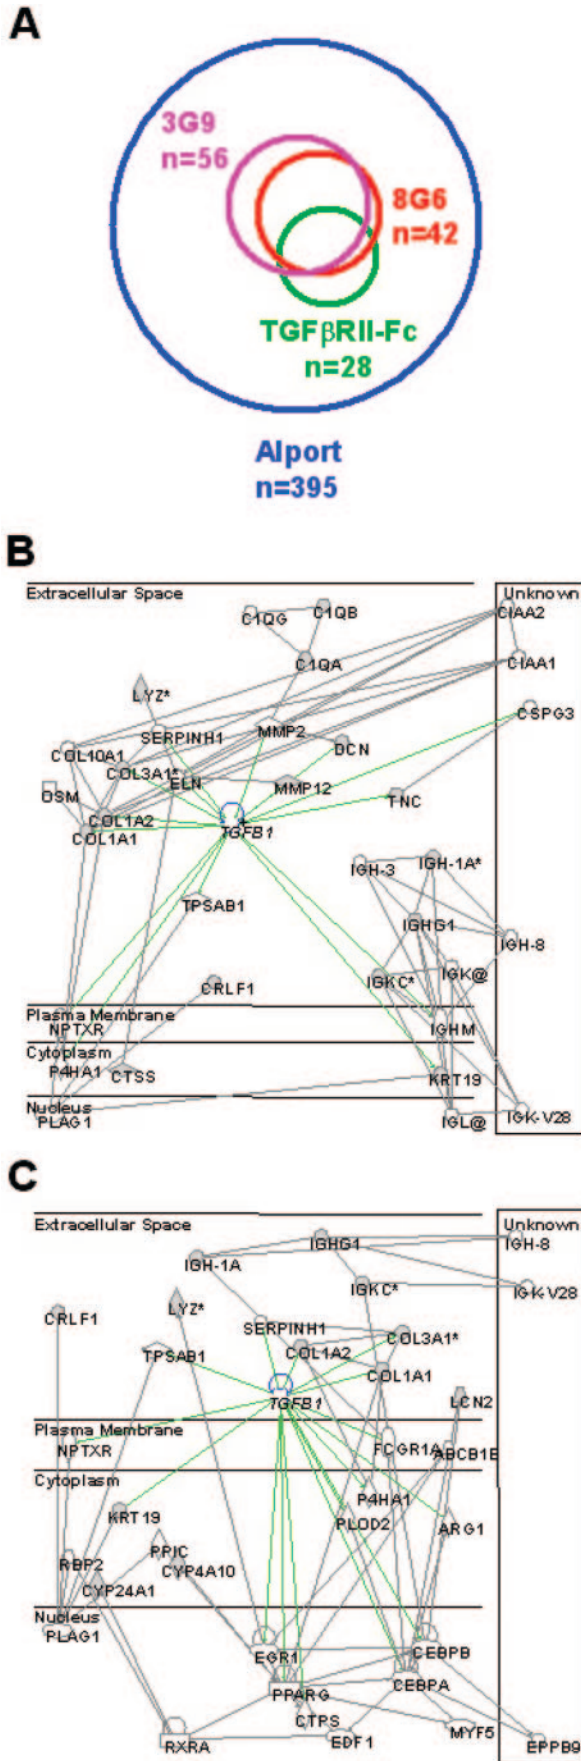 A
3G9
n=56
8G6
n=42
TGFβRII-Fc
n=28
Alport
n=395
B
Extracellular Space
Unknown
C1QG
C1QB
CIAA2
C1QA
CIAA1
LYZ*
CSPG3
SERPINH1
MMP2
DCN
COL10A1
COL3A1*
ELN
MMP12
OSM
TNC
COL1A2
TGFB1
COL1A1
IGH-3
IGH-1A*
TPSAB1
IGHG1
IGH-8
IGK@
IGKC*
CRLF1
Plasma Membrane
NPTXR
IGHM
Cytoplasm
P4HA1
CTSS
KRT19
Nucleus
PLAG1
IGL@
IGK-V28
C
Extracellular Space
Unknown
IGHG1
IGH-8
IGH-1A
IGKC*
IGK-V28
LYZ*
CRLF1
SERPINH1
COL3A1*
TPSAB1
COL1A2
COL1A1
TGFB1
LCN2
Plasma Membrane
NPTXR
FCGR1A
ABCB1B
Cytoplasm
P4HA1
KRT19
PLOD2
ARG1
PPIC
RBP2
CYP4A10
CYP24A1
Nucleus
PLAG1
EGR1
CEBPB
CEBPA
PPARG
CTPS
MYF5
RXRA
EDF1
EPPB9